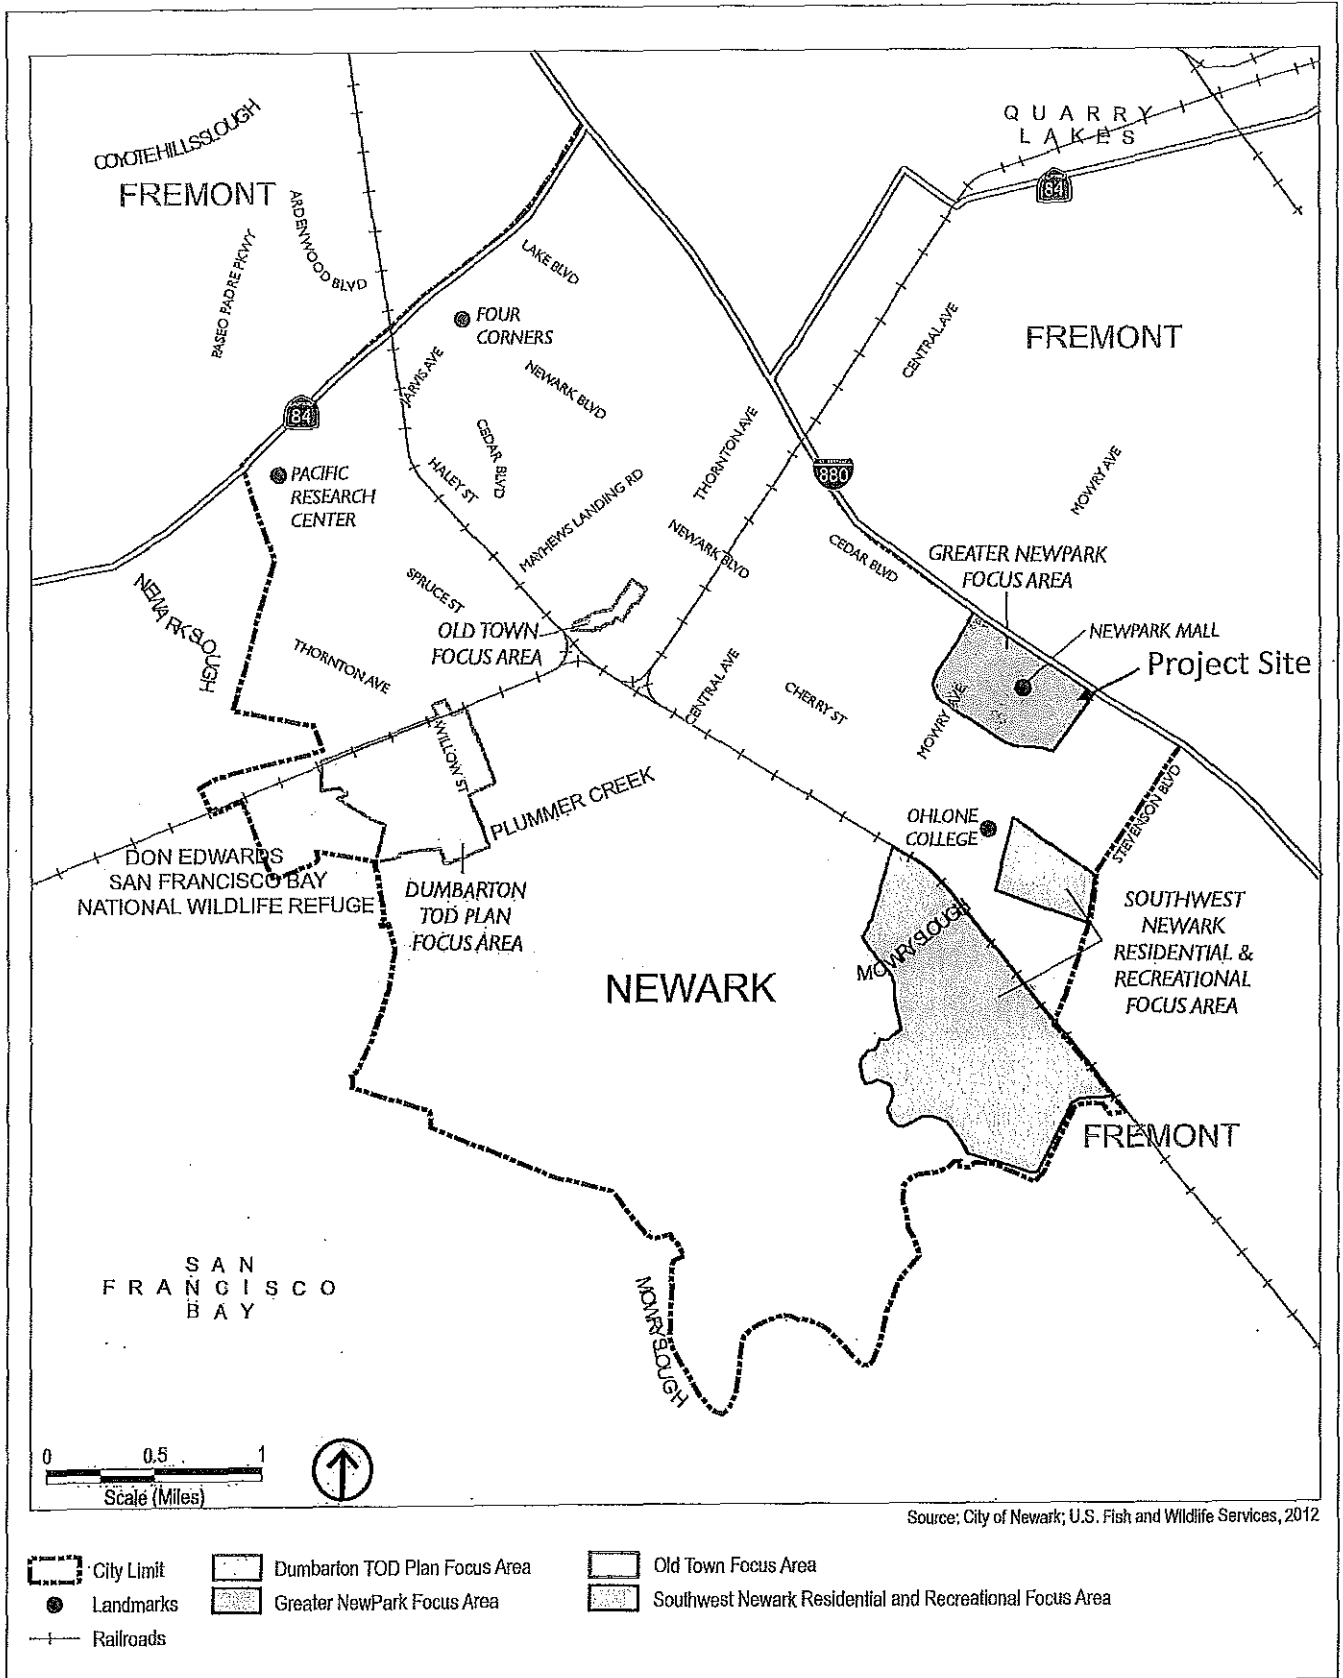 QUARRY
LAKES
COYOTE HILLS SLOUGH
FREMONT
84
ARDENWOOD BLVD
PASEO PADRE PKWY
LAKE BLVD
FOUR
CORNERS
CENTRAL AVE
FREMONT
JARVIS AVE
NEWARK BLVD
84
CEDAR BLVD
THORNTON AVE
880
MOWRY AVE
HALEY ST
PACIFIC
RESEARCH
CENTER
MAYHEWS LANDING RD
NEWARK BLVD
CEDAR BLVD
GREATER NEWPARK
FOCUS AREA
NEWARK SLOUGH
SPRUCE ST
OLD TOWN
FOCUS AREA
NEWPARK MALL
Project Site
THORNTON AVE
CENTRAL AVE
CHERRY ST
MOWRY AVE
WILLOW ST
PLUMMER CREEK
STEVENSON BLVD
OHLONE
COLLEGE
DON EDWARDS
SAN FRANCISCO BAY
NATIONAL WILDLIFE REFUGE
DUMBARTON
TOD PLAN
FOCUS AREA
SOUTHWEST
NEWARK
RESIDENTIAL &
RECREATIONAL
FOCUS AREA
MOWRY SLOUGH
NEWARK
FREMONT
SAN
FRANCISCO
BAY
MOWRY SLOUGH
0 0.5 1
Scale (Miles)
Source: City of Newark; U.S. Fish and Wildlife Services, 2012
City Limit
Landmarks
Railroads
Dumbarton TOD Plan Focus Area
Greater NewPark Focus Area
Old Town Focus Area
Southwest Newark Residential and Recreational Focus Area